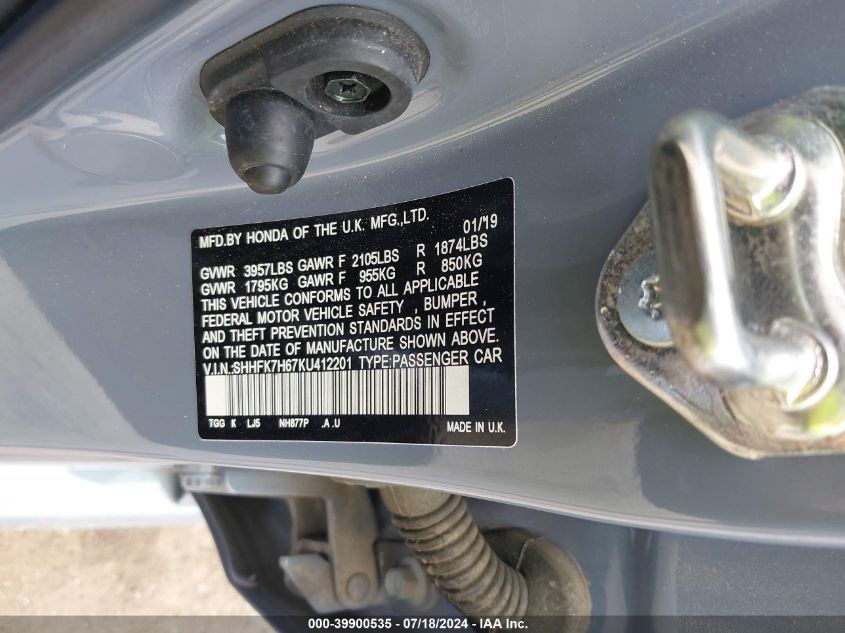 MFD.BY HONDA OF THE U.K. MFG.,LTD. 01/'19
GVWR 3957LBS GAWR F 2105LBS R 1874LBS
GVWR 1795KG GAWR F 955KG R 850KG
THIS VEHICLE CONFORMS TO ALL APPLICABLE
FEDERAL MOTOR VEHICLE SAFETY , BUMPER ,
AND THEFT PREVENTION STANDARDS IN EFFECT
ON THE DATE OF MANUFACTURE SHOWN ABOVE.
V.I.N.:SHHFK7H67KU412201 TYPE:PASSENGER CAR
TGG K LJ5 NH877P .A .U MADE IN U.K.
000-39900535 - 07/18/2024 - IAA Inc.